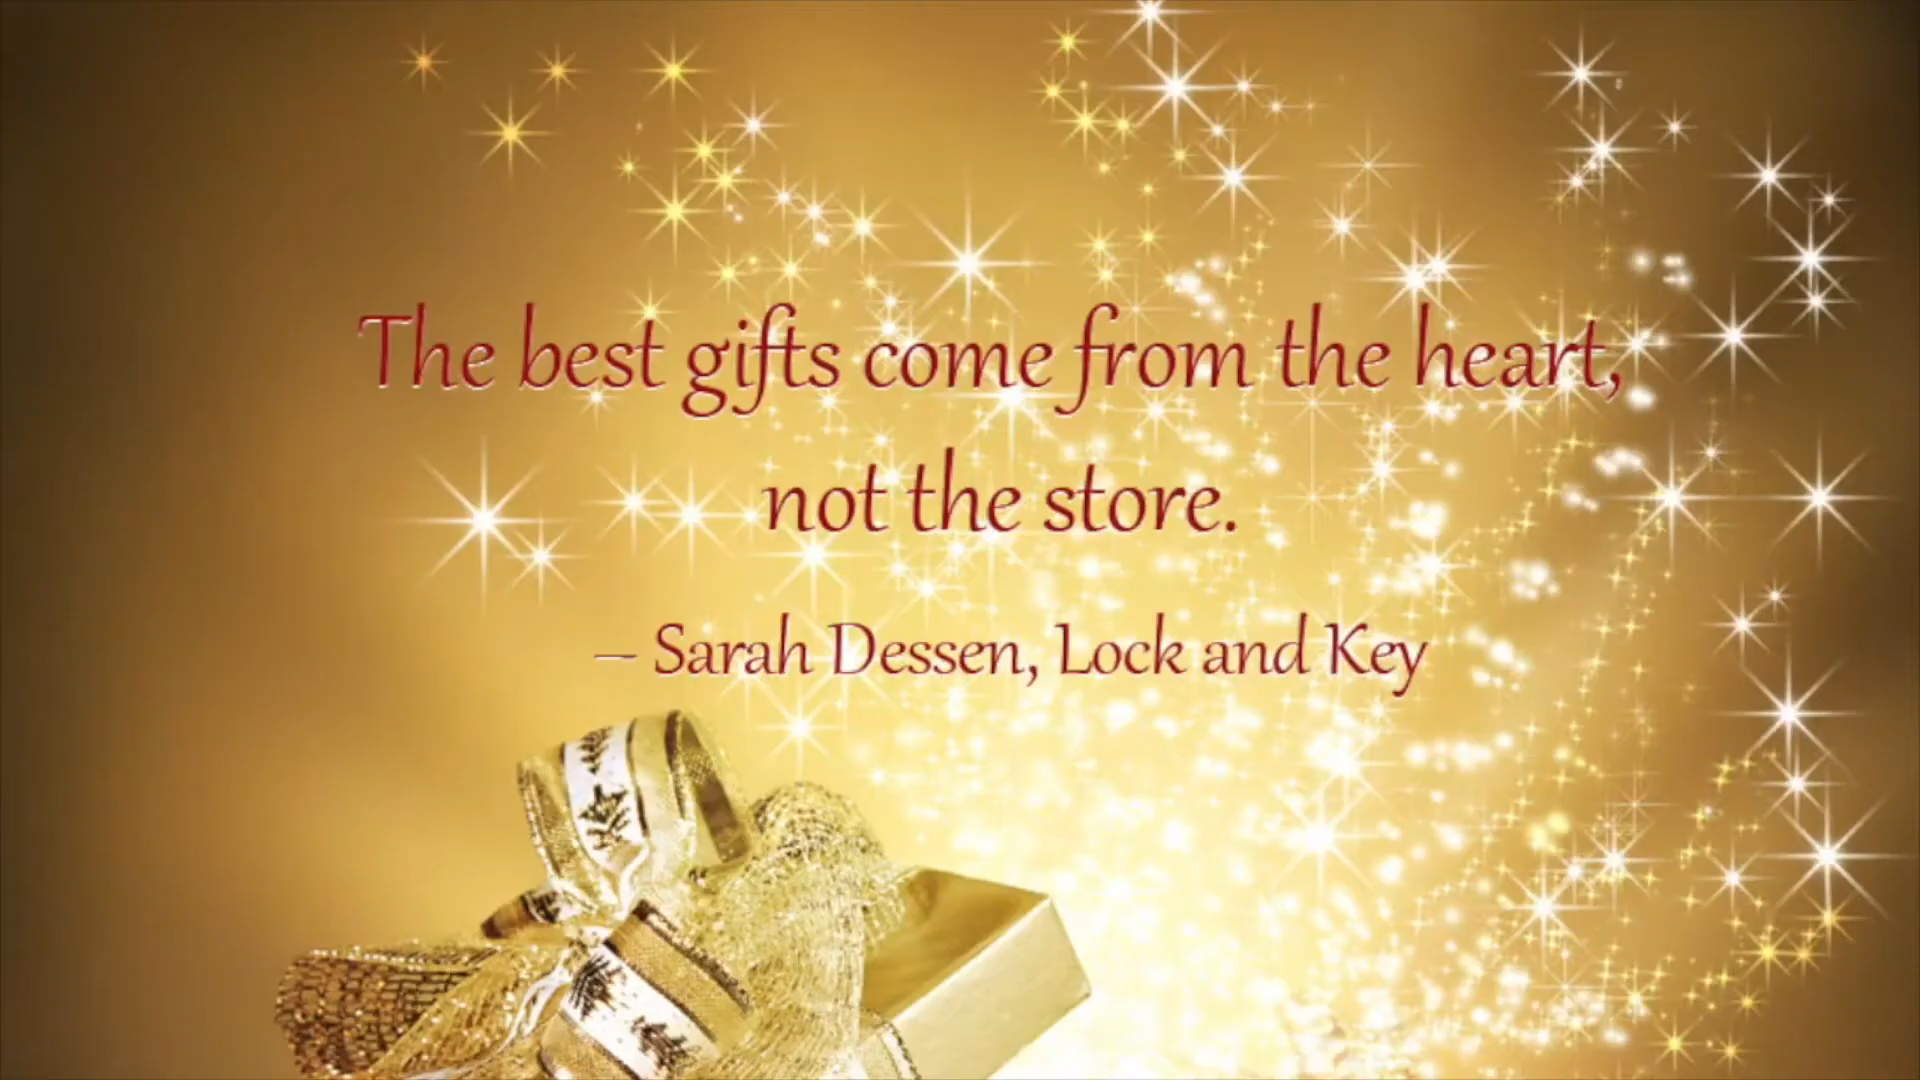 The best gifts come from the heart,
not the store.
– Sarah Dessen, Lock and Key